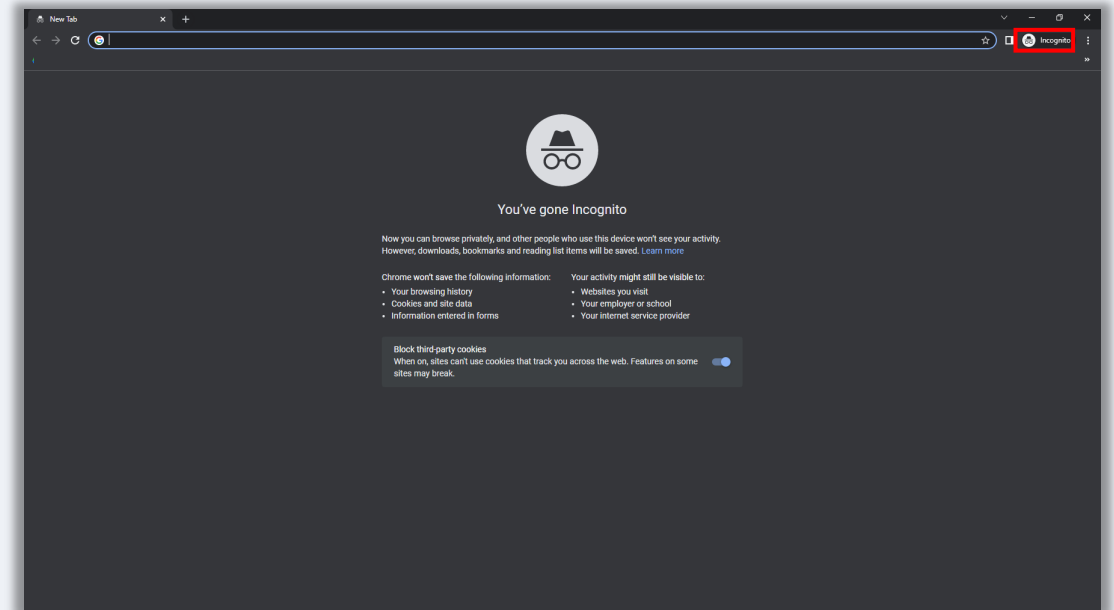 New Tab
Incognito
You've gone Incognito
Now you can browse privately, and other people who use this device won't see your activity.
However, downloads, bookmarks and reading list items will be saved. Learn more
Chrome won't save the following information:
• Your browsing history
• Cookies and site data
• Information entered in forms
Your activity might still be visible to:
• Websites you visit
• Your employer or school
• Your internet service provider
Block third-party cookies
When on, sites can't use cookies that track you across the web. Features on some
sites may break.